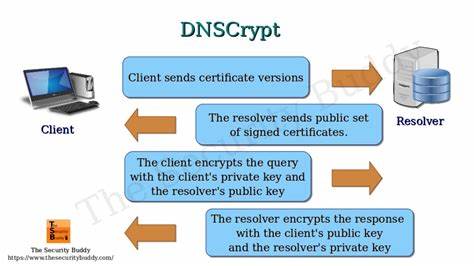 DNSCrypt
Client sends certificate versions
The resolver sends public set
of signed certificates.
Client
Resolver
The client encrypts the query
with the client's private key and
the resolver's public key
The resolver encrypts the response
with the client's public key
and the resolver's private key
TSB
The Security Buddy
https://www.thesecuritybuddy.com/
The Security Buddy